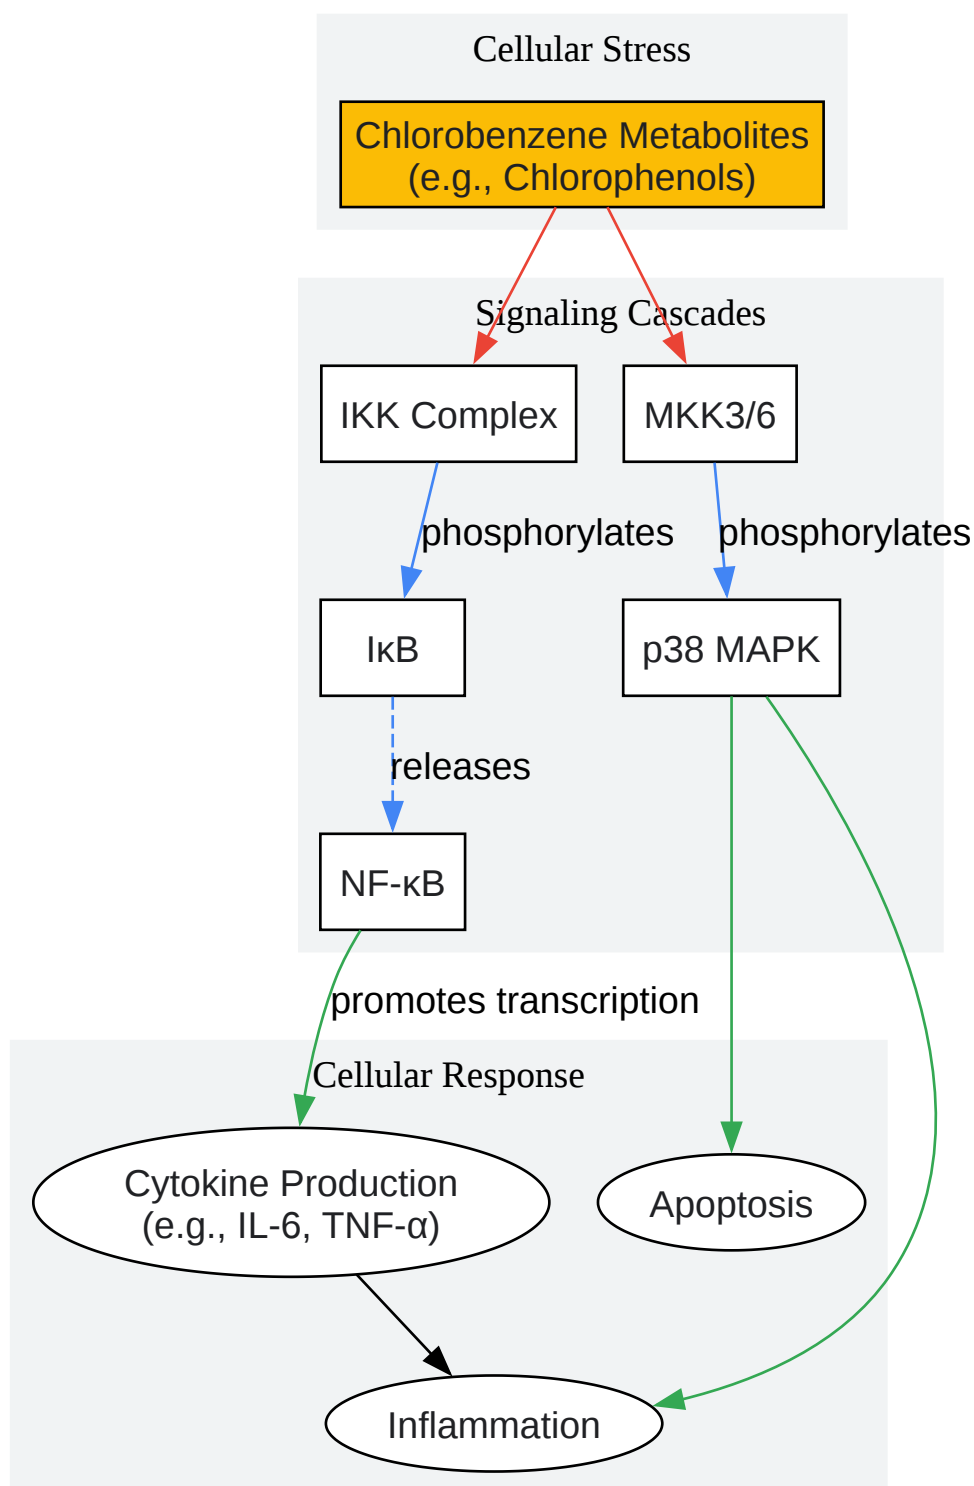 Cellular Stress
Chlorobenzene Metabolites
(e.g., Chlorophenols)
Signaling Cascades
IKK Complex
MKK3/6
phosphorylates
phosphorylates
IκB
p38 MAPK
releases
NF-κB
promotes transcription
Cellular Response
Cytokine Production
(e.g., IL-6, TNF-α)
Apoptosis
Inflammation